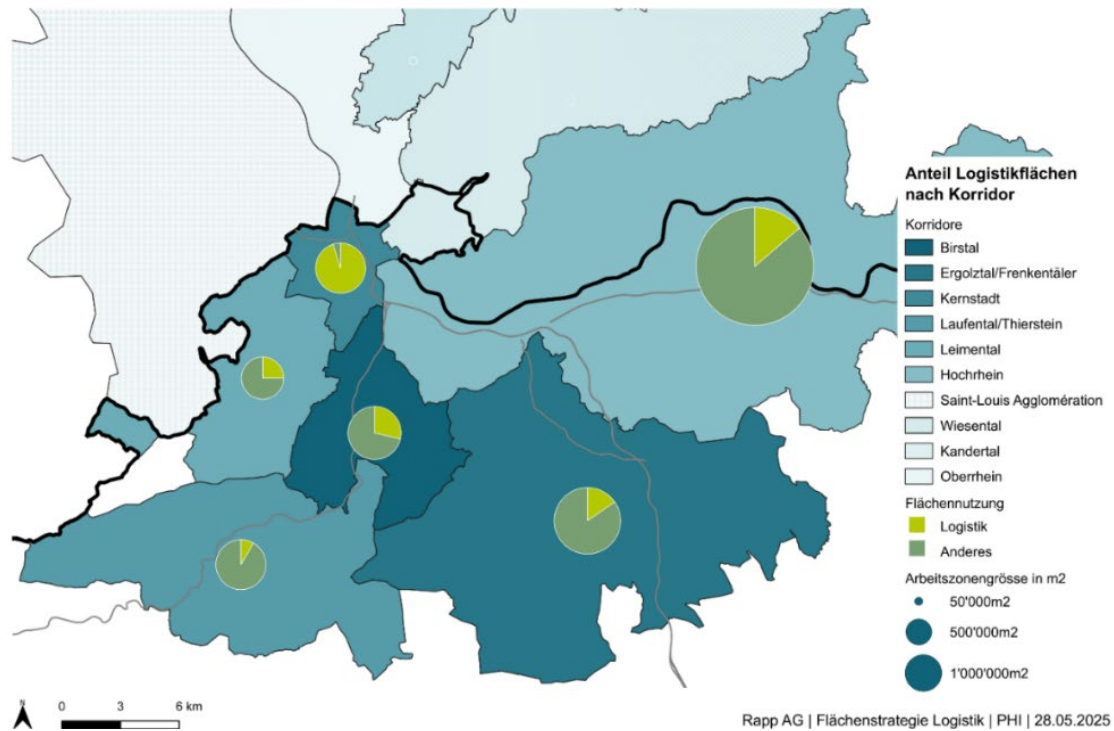 Anteil Logistikflächen
nach Korridor
Korridore
Birstal
Ergolztal/Frenkentäler
Kernstadt
Laufental/Thierstein
Leimental
Hochrhein
Saint-Louis Agglomération
Wiesental
Kandertal
Oberrhein
Flächennutzung
Logistik
Anderes
Arbeitszonengrösse in m2
50'000m2
500'000m2
1'000'000m2
N
0 3 6 km
Rapp AG | Flächenstrategie Logistik | PHI | 28.05.2025